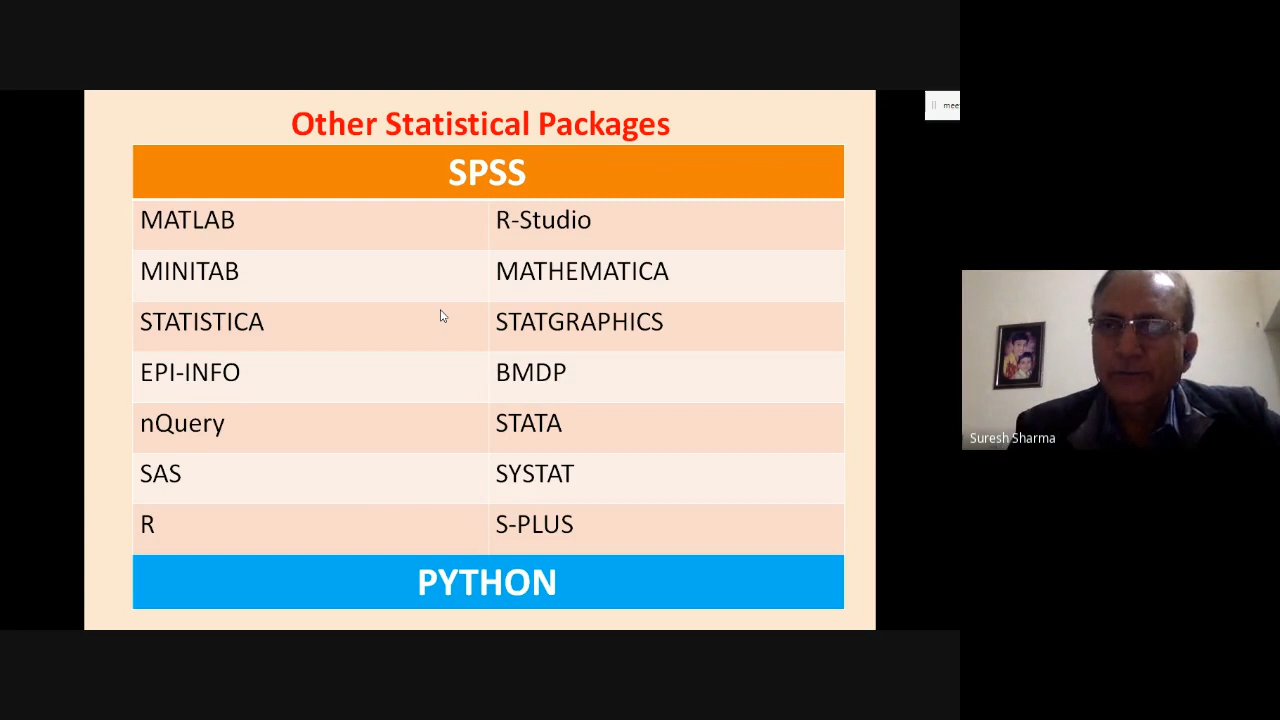 Other Statistical Packages
mee
SPSS
MATLAB R-Studio
MINITAB MATHEMATICA
STATISTICA STATGRAPHICS
EPI-INFO BMDP
nQuery STATA
SAS SYSTAT
R S-PLUS
PYTHON
Suresh Sharma